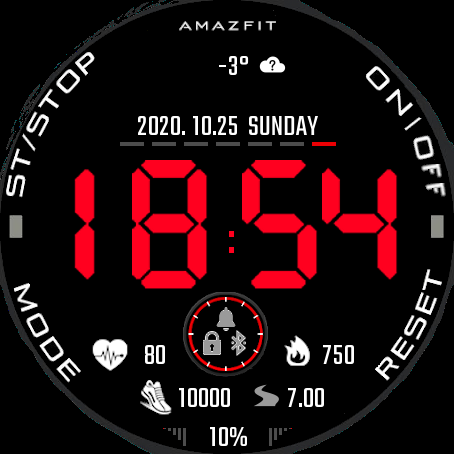 AMAZFIT
-3° ?
ST/STOP
ON|OFF
2020. 10.25 SUNDAY
18:54
MODE
RESET
80
750
10000
7.00
10%